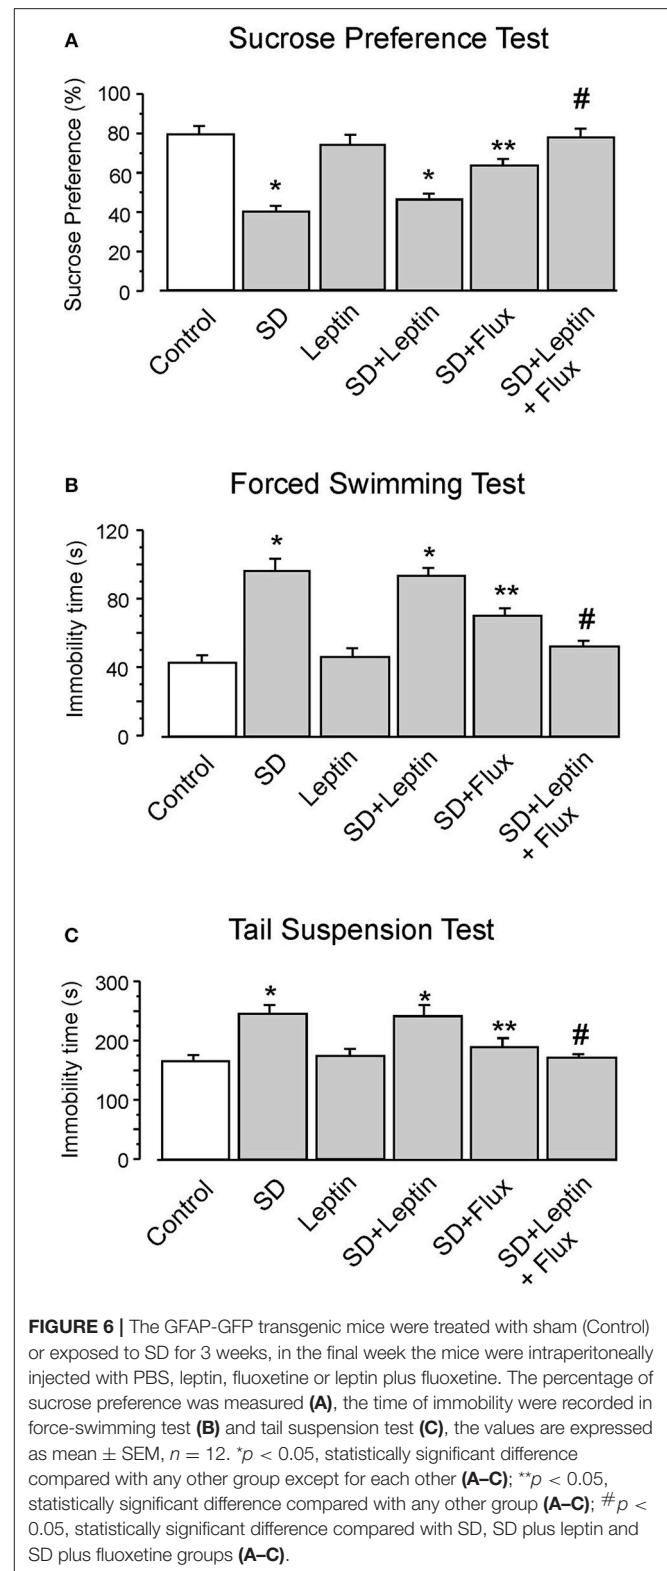 A
Sucrose Preference Test
Sucrose Preference (%)
100
80
60
40
20
0
*
*
**
#
Control
SD
Leptin
SD+Leptin
SD+Flux
SD+Leptin
+ Flux
B
Forced Swimming Test
Immobility time (s)
120
80
40
0
*
*
**
#
Control
SD
Leptin
SD+Leptin
SD+Flux
SD+Leptin
+ Flux
C
Tail Suspension Test
Immobility time (s)
300
200
100
0
*
*
**
#
Control
SD
Leptin
SD+Leptin
SD+Flux
SD+Leptin
+ Flux
FIGURE 6 | The GFAP-GFP transgenic mice were treated with sham (Control)
or exposed to SD for 3 weeks, in the final week the mice were intraperitoneally
injected with PBS, leptin, fluoxetine or leptin plus fluoxetine. The percentage of
sucrose preference was measured (A), the time of immobility were recorded in
force-swimming test (B) and tail suspension test (C), the values are expressed
as mean ± SEM, n = 12. *p < 0.05, statistically significant difference
compared with any other group except for each other (A–C); **p < 0.05,
statistically significant difference compared with any other group (A–C); #p <
0.05, statistically significant difference compared with SD, SD plus leptin and
SD plus fluoxetine groups (A–C).